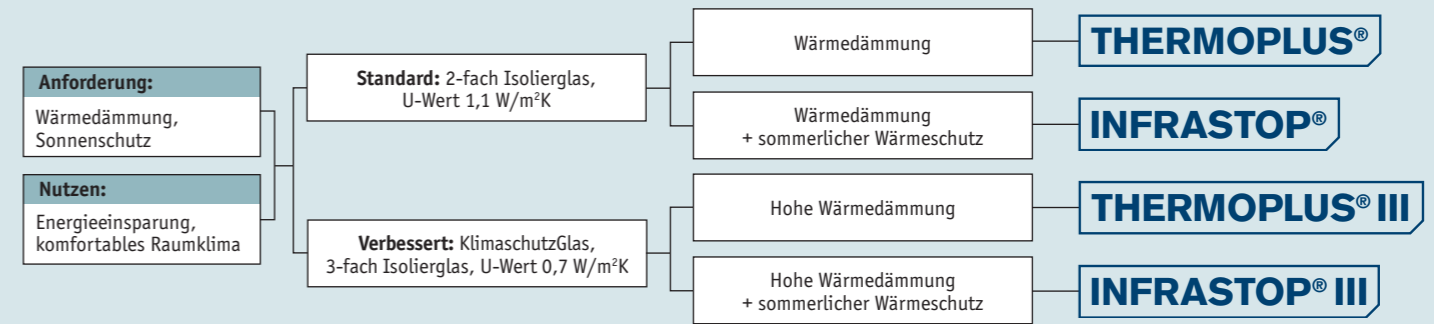 Anforderung:
Wärmedämmung,
Sonnenschutz
Nutzen:
Energieeinsparung,
komfortables Raumklima
Standard: 2-fach Isolierglas,
U-Wert 1,1 W/m²K
Verbessert: KlimaschutzGlas,
3-fach Isolierglas, U-Wert 0,7 W/m²K
Wärmedämmung
Wärmedämmung
+ sommerlicher Wärmeschutz
Hohe Wärmedämmung
Hohe Wärmedämmung
+ sommerlicher Wärmeschutz
THERMOPLUS®
INFRASTOP®
THERMOPLUS® III
INFRASTOP® III